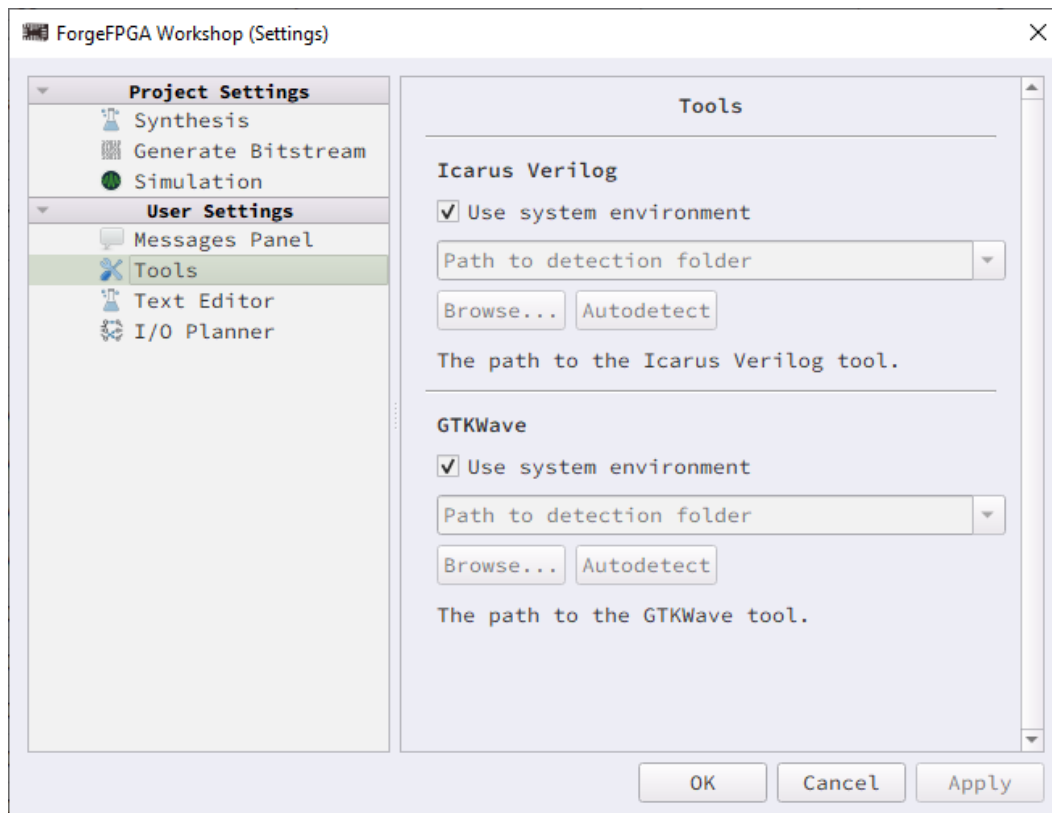 ForgeFPGA Workshop (Settings)
Project Settings
Synthesis
Generate Bitstream
Simulation
User Settings
Messages Panel
Tools
Text Editor
I/O Planner
Tools
Icarus Verilog
Use system environment
Path to detection folder
Browse... Autodetect
The path to the Icarus Verilog tool.
GTKWave
Use system environment
Path to detection folder
Browse... Autodetect
The path to the GTKWave tool.
OK Cancel Apply